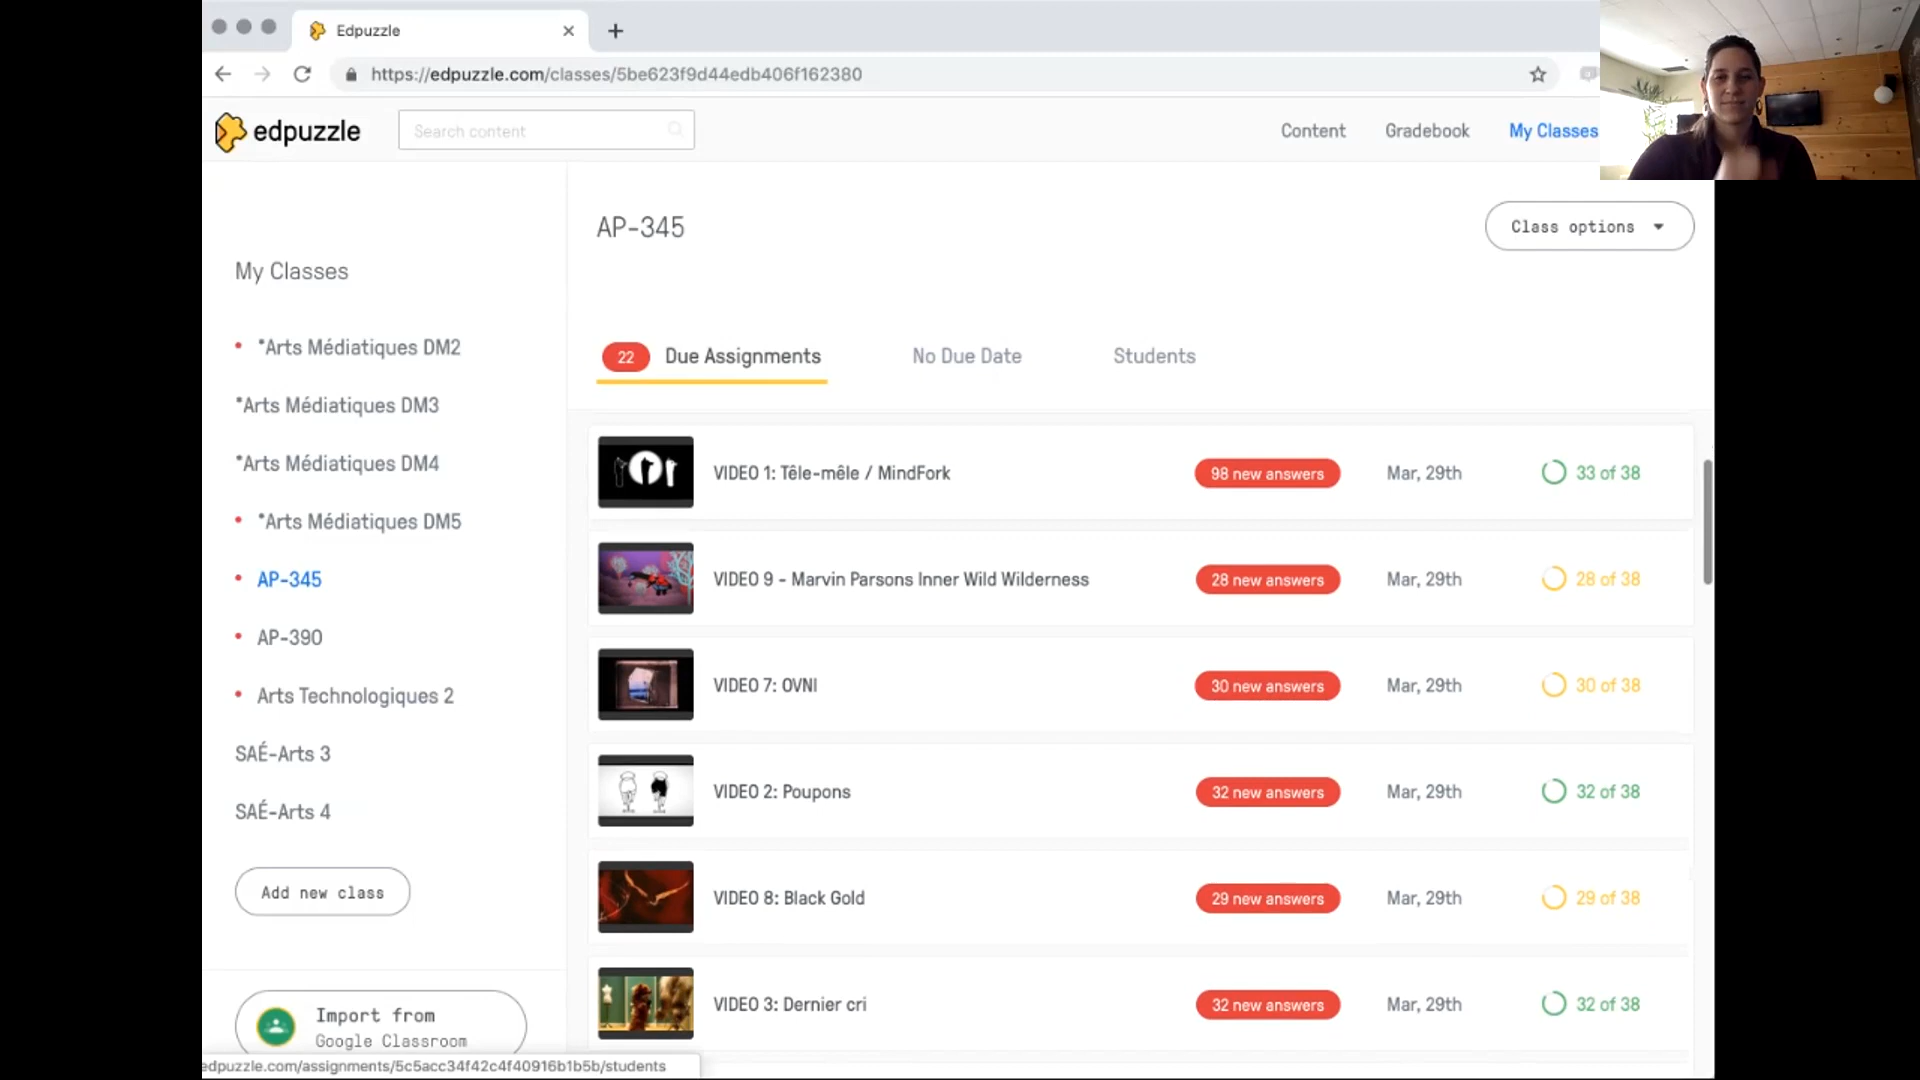 Edpuzzle
https://edpuzzle.com/classes/5be623f9d44edb406f162380
edpuzzle
Search content
Content
Gradebook
My Classes
AP-345
Class options
My Classes
*Arts Médiatiques DM2
*Arts Médiatiques DM3
*Arts Médiatiques DM4
*Arts Médiatiques DM5
AP-345
AP-390
Arts Technologiques 2
SAÉ-Arts 3
SAÉ-Arts 4
Add new class
Import from
Google Classroom
22 Due Assignments
No Due Date
Students
VIDEO 1: Têle-mêle / MindFork 98 new answers Mar, 29th 33 of 38
VIDEO 9 - Marvin Parsons Inner Wild Wilderness 28 new answers Mar, 29th 28 of 38
VIDEO 7: OVNI 30 new answers Mar, 29th 30 of 38
VIDEO 2: Poupons 32 new answers Mar, 29th 32 of 38
VIDEO 8: Black Gold 29 new answers Mar, 29th 29 of 38
VIDEO 3: Dernier cri 32 new answers Mar, 29th 32 of 38
edpuzzle.com/assignments/5c5acc34f42c4f40916b1b5b/students